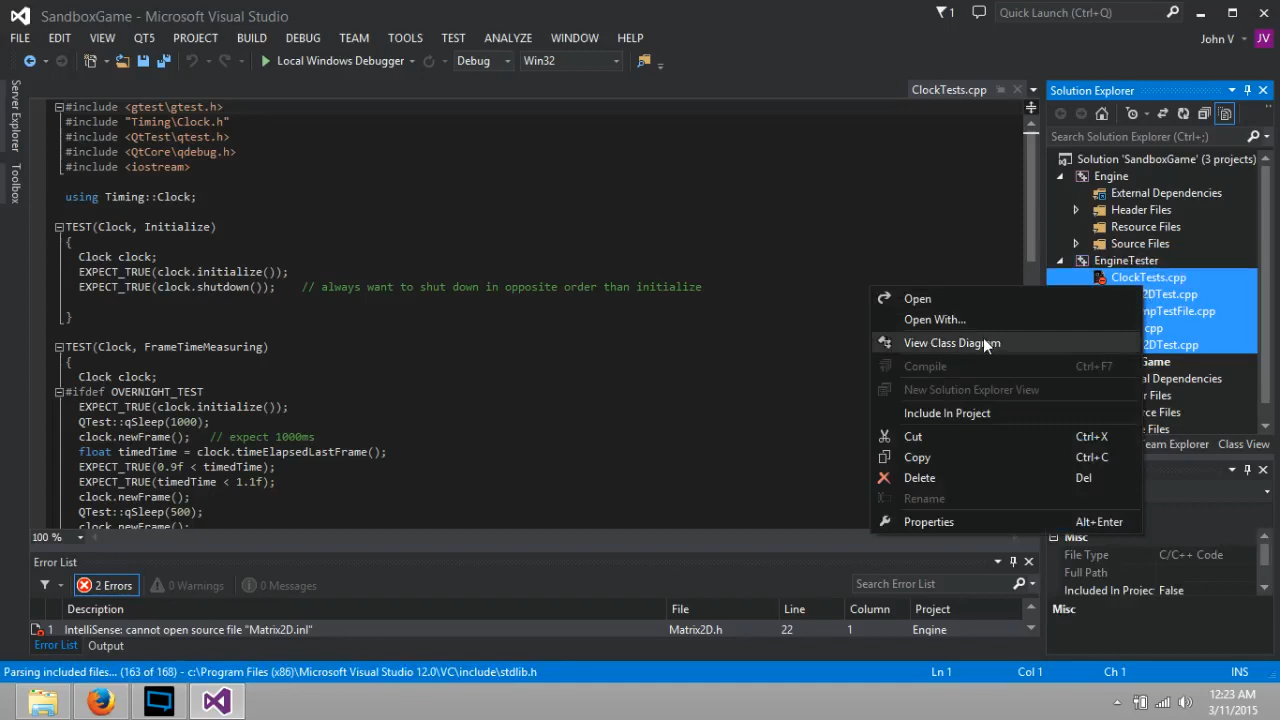 SandboxGame - Microsoft Visual Studio
1
Quick Launch (Ctrl+Q)
FILE EDIT VIEW QT5 PROJECT BUILD DEBUG TEAM TOOLS TEST ANALYZE WINDOW HELP
John V JV
Local Windows Debugger Debug Win32
Server Explorer
Toolbox
ClockTests.cpp
#include <gtest\gtest.h>
#include "Timing\Clock.h"
#include <QtTest\qtest.h>
#include <QtCore\qdebug.h>
#include <iostream>
using Timing::Clock;
TEST(Clock, Initialize)
{
Clock clock;
EXPECT_TRUE(clock.initialize());
EXPECT_TRUE(clock.shutdown()); // always want to shut down in opposite order than initialize
}
TEST(Clock, FrameTimeMeasuring)
{
Clock clock;
#ifdef OVERNIGHT_TEST
EXPECT_TRUE(clock.initialize());
QTest::qSleep(1000);
clock.newFrame(); // expect 1000ms
float timedTime = clock.timeElapsedLastFrame();
EXPECT_TRUE(0.9f < timedTime);
EXPECT_TRUE(timedTime < 1.1f);
clock.newFrame();
QTest::qSleep(500);
clock.newFrame();
100 %
Solution Explorer
Search Solution Explorer (Ctrl+;)
Solution 'SandboxGame' (3 projects)
Engine
External Dependencies
Header Files
Resource Files
Source Files
EngineTester
ClockTests.cpp
2DTest.cpp
mpTestFile.cpp
.cpp
2DTest.cpp
Game
al Dependencies
r Files
rce Files
e Files
eam Explorer Class View
Open
Open With...
View Class Diagram
Compile Ctrl+F7
New Solution Explorer View
Include In Project
Cut Ctrl+X
Copy Ctrl+C
Delete Del
Rename
Properties Alt+Enter
Misc
File Type C/C++ Code
Full Path
Included In Projec False
Misc
Error List
2 Errors 0 Warnings 0 Messages
Search Error List
Description File Line Column Project
1 IntelliSense: cannot open source file "Matrix2D.inl" Matrix2D.h 22 1 Engine
Error List Output
Parsing included files... (163 of 168) - c:\Program Files (x86)\Microsoft Visual Studio 12.0\VC\include\stdlib.h
Ln 1 Col 1 Ch 1 INS
12:23 AM
3/11/2015